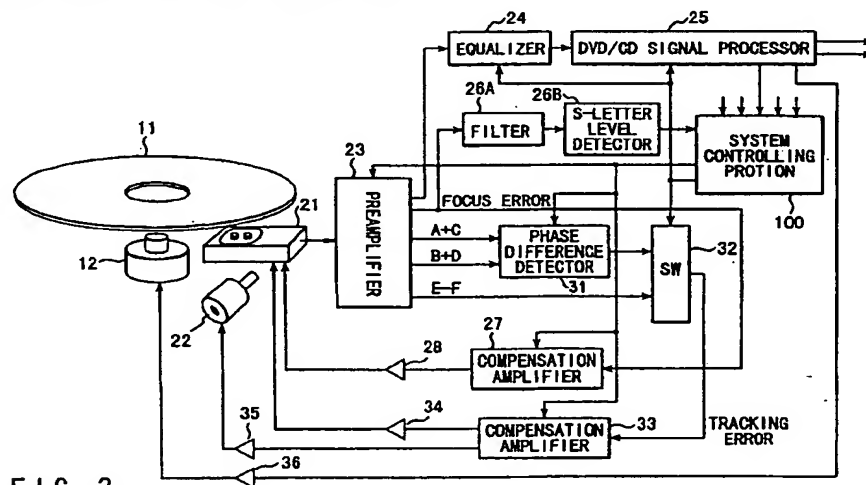 24
25
EQUALIZER
DVD/CD SIGNAL PROCESSOR
26A
26B
FILTER
S-LETTER
LEVEL
DETECTOR
SYSTEM
CONTROLLING
PROTION
100
11
23
PREAMPLIFIER
21
FOCUS ERROR
A+C
B+D
E-F
PHASE
DIFFERENCE
DETECTOR
31
32
SW
12
22
27
28
COMPENSATION
AMPLIFIER
34
35
COMPENSATION
AMPLIFIER
33
TRACKING
ERROR
36